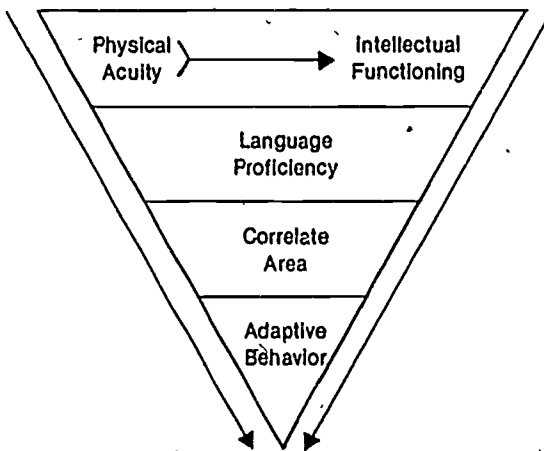 Physical
Acuity
Intellectual
Functioning
Language
Proficiency
Correlate
Area
Adaptive
Behavior